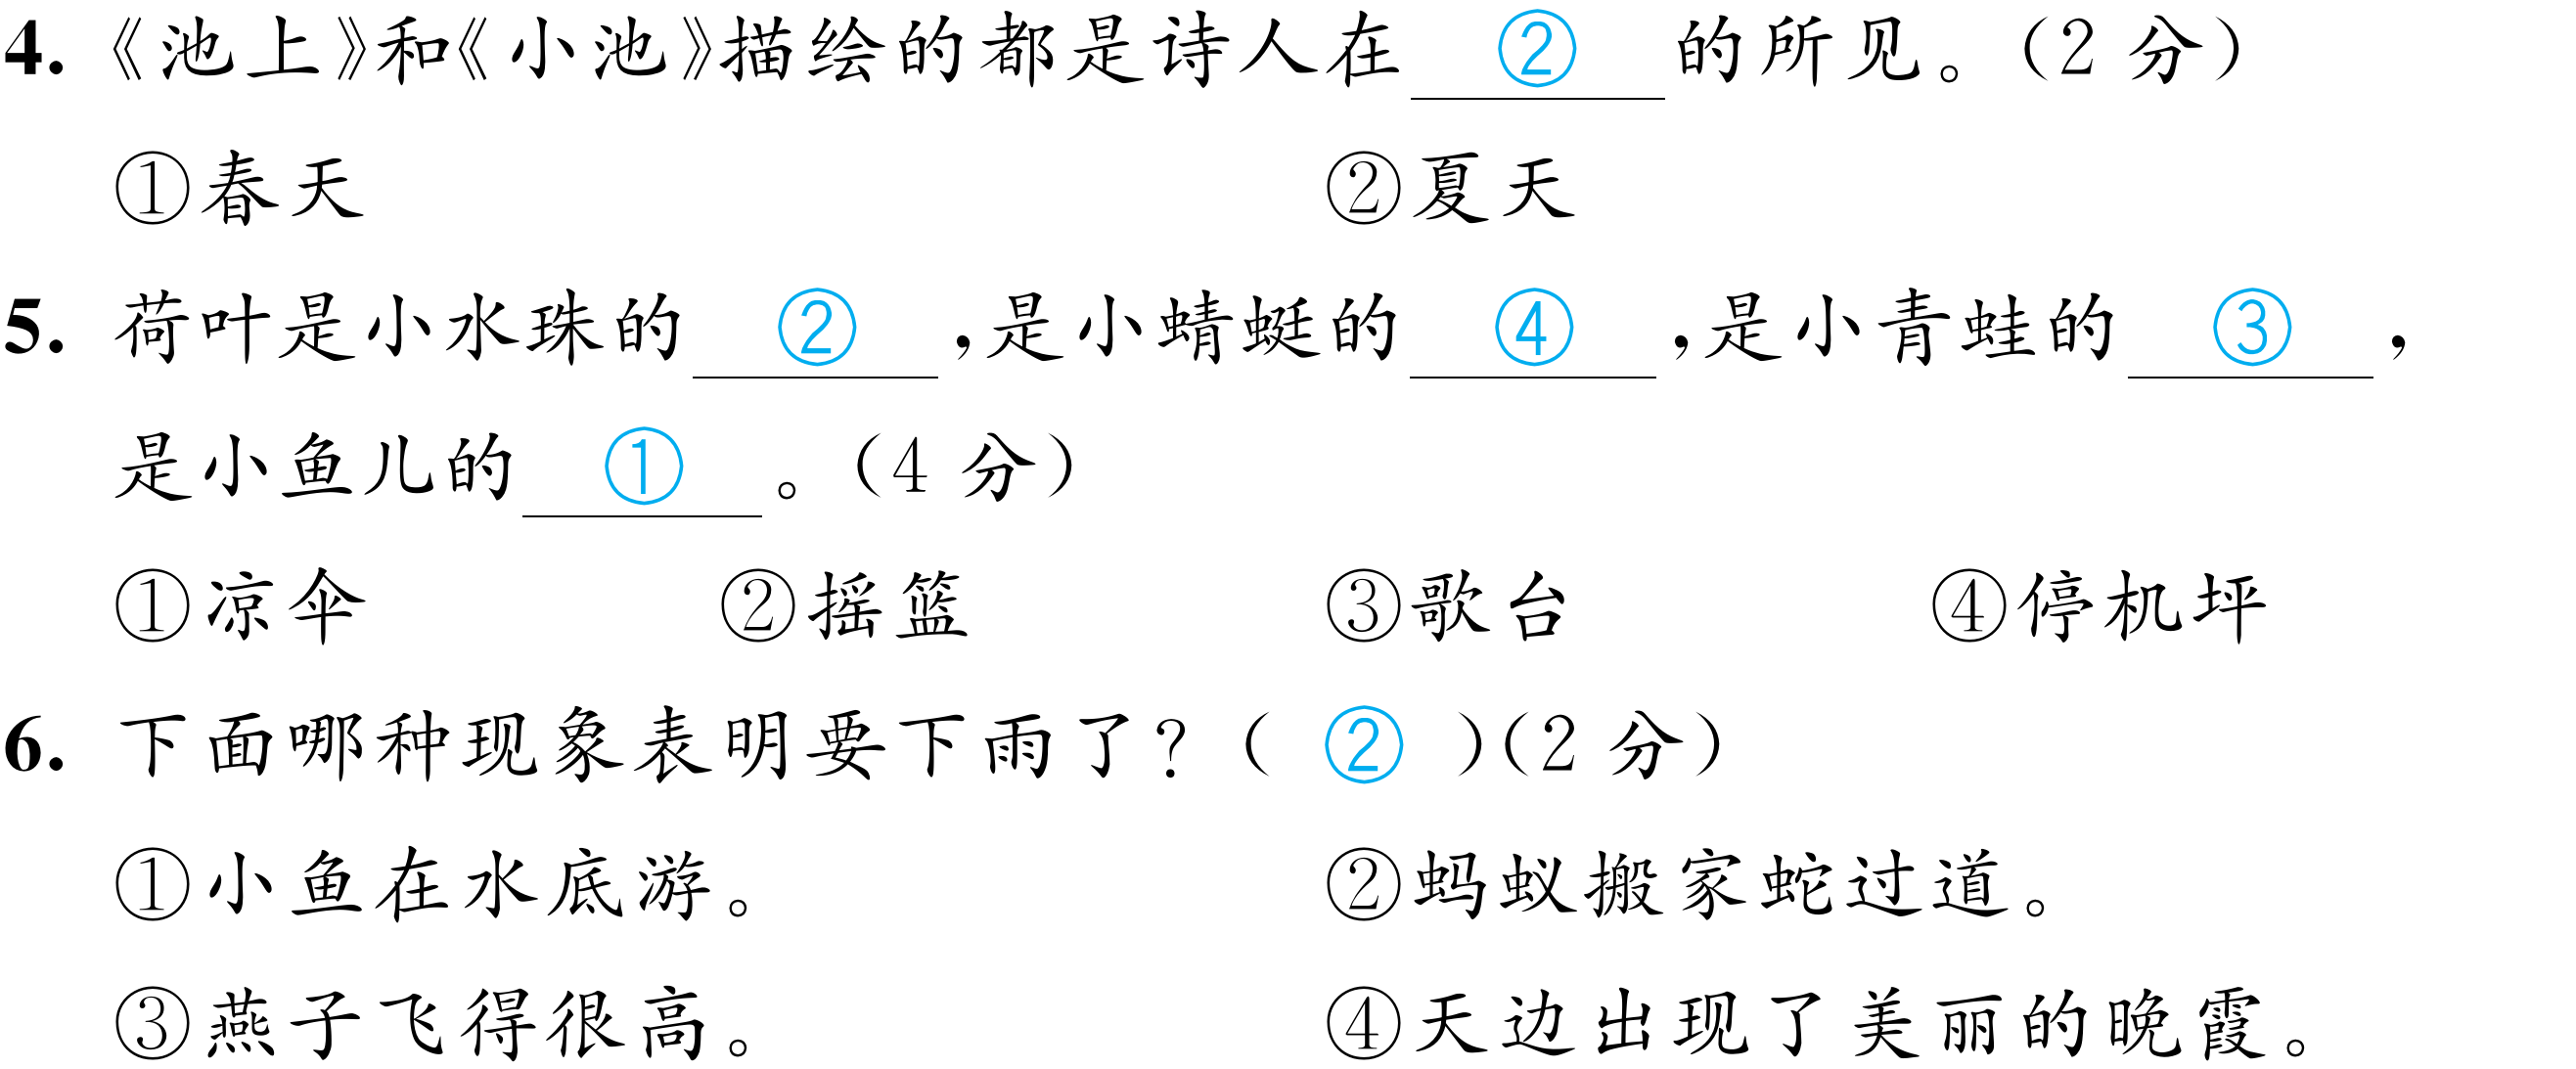 4. 《池上》和《小池》描绘的都是诗人在 ② 的所见。(2 分)
①春天 ②夏天
5. 荷叶是小水珠的 ② ,是小蜻蜓的 ④ ,是小青蛙的 ③ ,
是小鱼儿的 ① 。(4 分)
①凉伞 ②摇篮 ③歌台 ④停机坪
6. 下面哪种现象表明要下雨了?( ② )(2 分)
①小鱼在水底游。 ②蚂蚁搬家蛇过道。
③燕子飞得很高。 ④天边出现了美丽的晚霞。